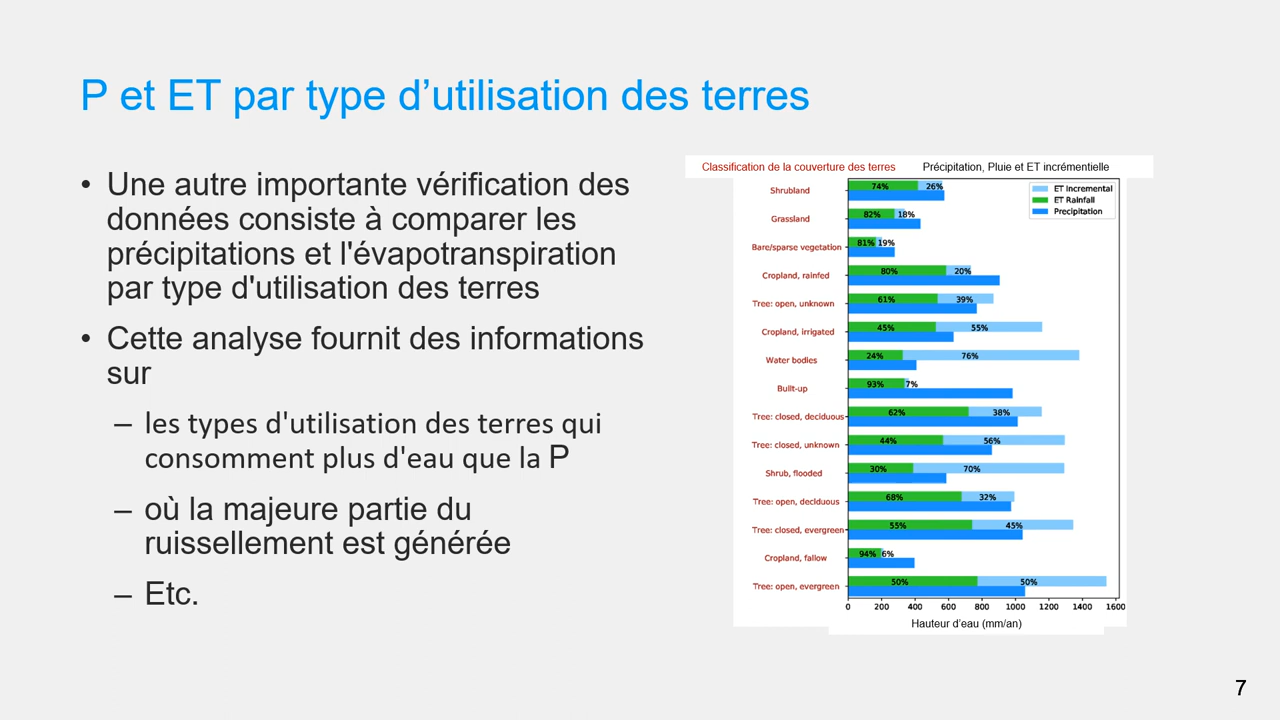 P et ET par type d’utilisation des terres
• Une autre importante vérification des
données consiste à comparer les
précipitations et l'évapotranspiration
par type d'utilisation des terres
• Cette analyse fournit des informations
sur
– les types d'utilisation des terres qui
consomment plus d'eau que la P
– où la majeure partie du
ruissellement est générée
– Etc.
Classification de la couverture des terres
Précipitation, Pluie et ET incrémentielle
ET Incremental
ET Rainfall
Precipitation
Shrubland 74% 26%
Grassland 82% 18%
Bare/sparse vegetation 81% 19%
Cropland, rainfed 80% 20%
Tree: open, unknown 61% 39%
Cropland, irrigated 45% 55%
Water bodies 24% 76%
Built-up 93% 7%
Tree: closed, deciduous 62% 38%
Tree: closed, unknown 44% 56%
Shrub, flooded 30% 70%
Tree: open, deciduous 68% 32%
Tree: closed, evergreen 55% 45%
Cropland, fallow 94% 6%
Tree: open, evergreen 50% 50%
0 200 400 600 800 1000 1200 1400 1600
Hauteur d’eau (mm/an)
7